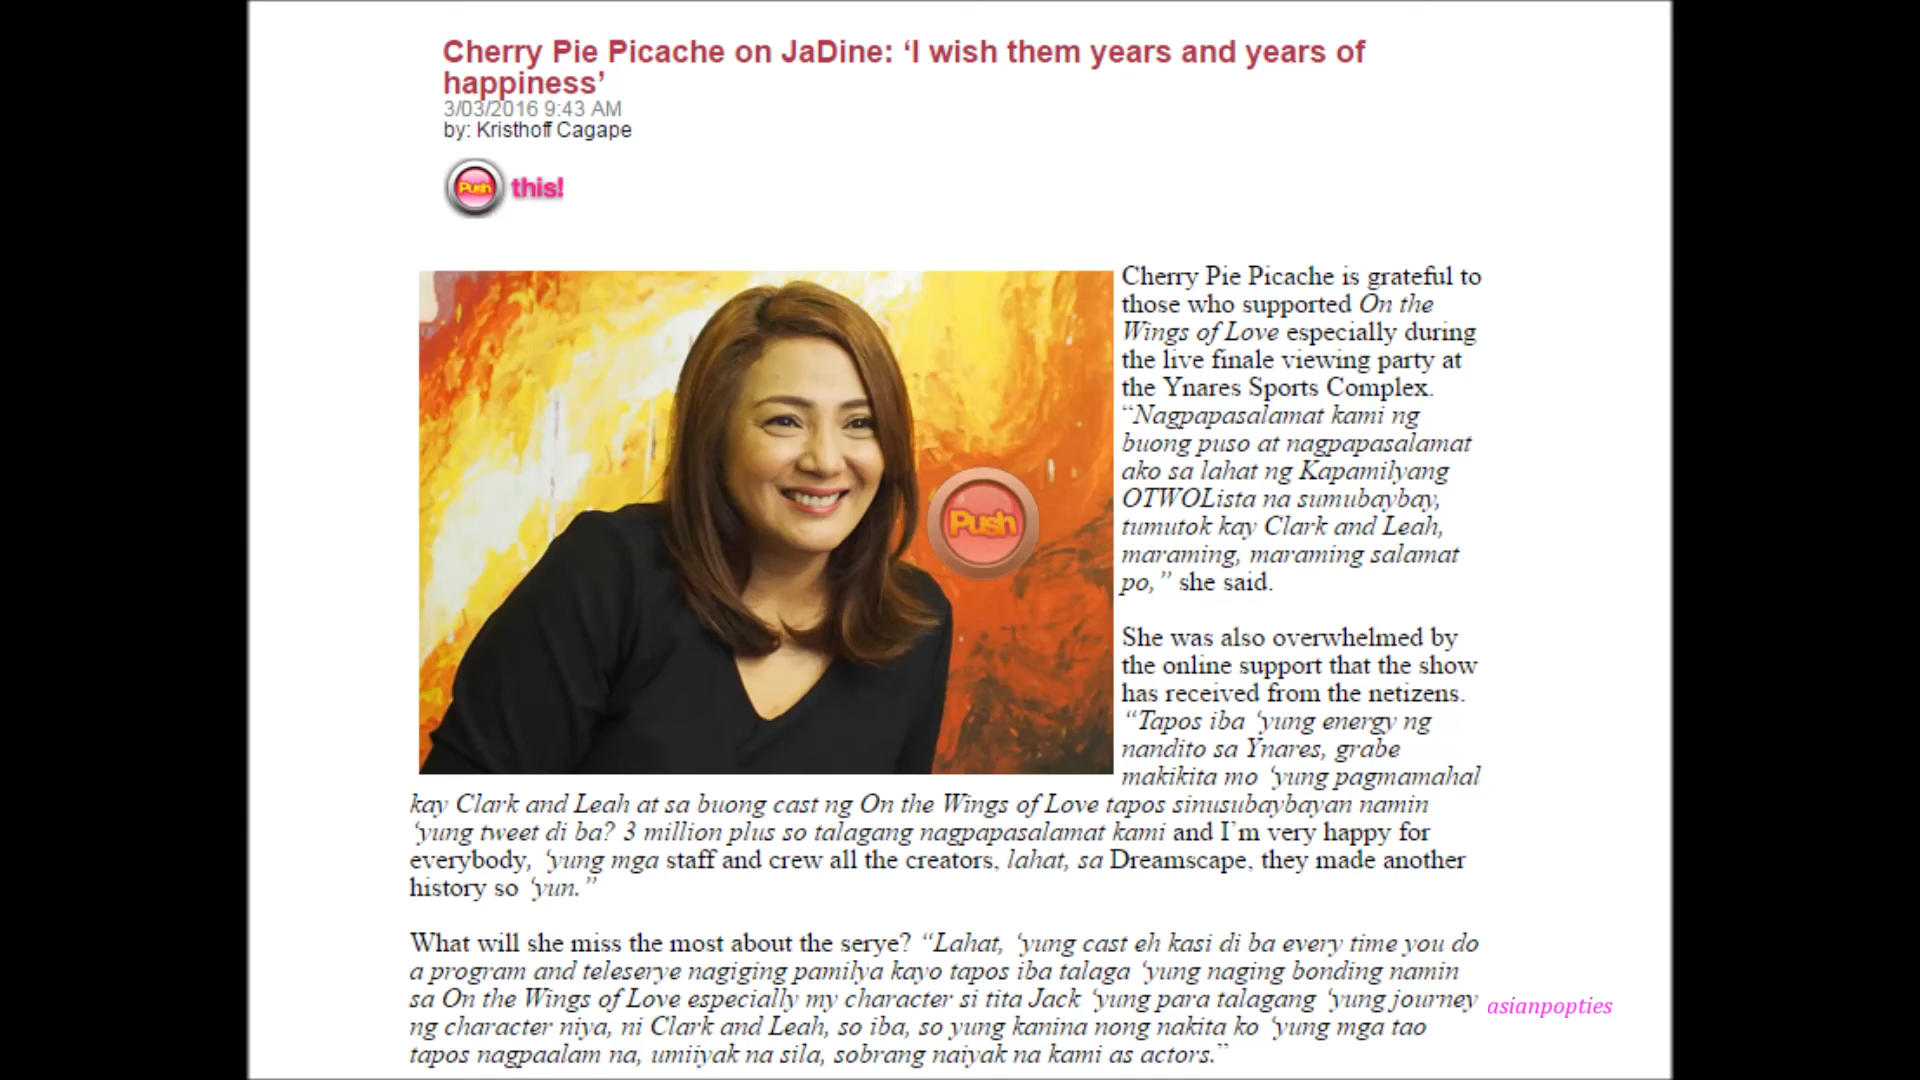 Cherry Pie Picache on JaDine: ‘I wish them years and years of
happiness’
3/03/2016 9:43 AM
by: Kristhoff Cagape
Push this!
Cherry Pie Picache is grateful to
those who supported On the
Wings of Love especially during
the live finale viewing party at
the Ynares Sports Complex.
“Nagpapasalamat kami ng
buong puso at nagpapasalamat
ako sa lahat ng Kapamilyang
OTWOLista na sumubaybay,
tumutok kay Clark and Leah,
maraming, maraming salamat
po,” she said.
Push
She was also overwhelmed by
the online support that the show
has received from the netizens.
“Tapos iba ‘yung energy ng
nandito sa Ynares, grabe
makikita mo ‘yung pagmamahal
kay Clark and Leah at sa buong cast ng On the Wings of Love tapos sinusubaybayan namin
‘yung tweet di ba? 3 million plus so talagang nagpapasalamat kami and I’m very happy for
everybody, ‘yung mga staff and crew all the creators, lahat, sa Dreamscape, they made another
history so ‘yun.”
What will she miss the most about the serye? “Lahat, ‘yung cast eh kasi di ba every time you do
a program and teleserye nagiging pamilya kayo tapos iba talaga ‘yung naging bonding namin
sa On the Wings of Love especially my character si tita Jack ‘yung para talagang ‘yung journey
ng character niya, ni Clark and Leah, so iba, so yung kanina nong nakita ko ‘yung mga tao
tapos nagpaalam na, umiiyak na sila, sobrang naiyak na kami as actors.”
asianpopties